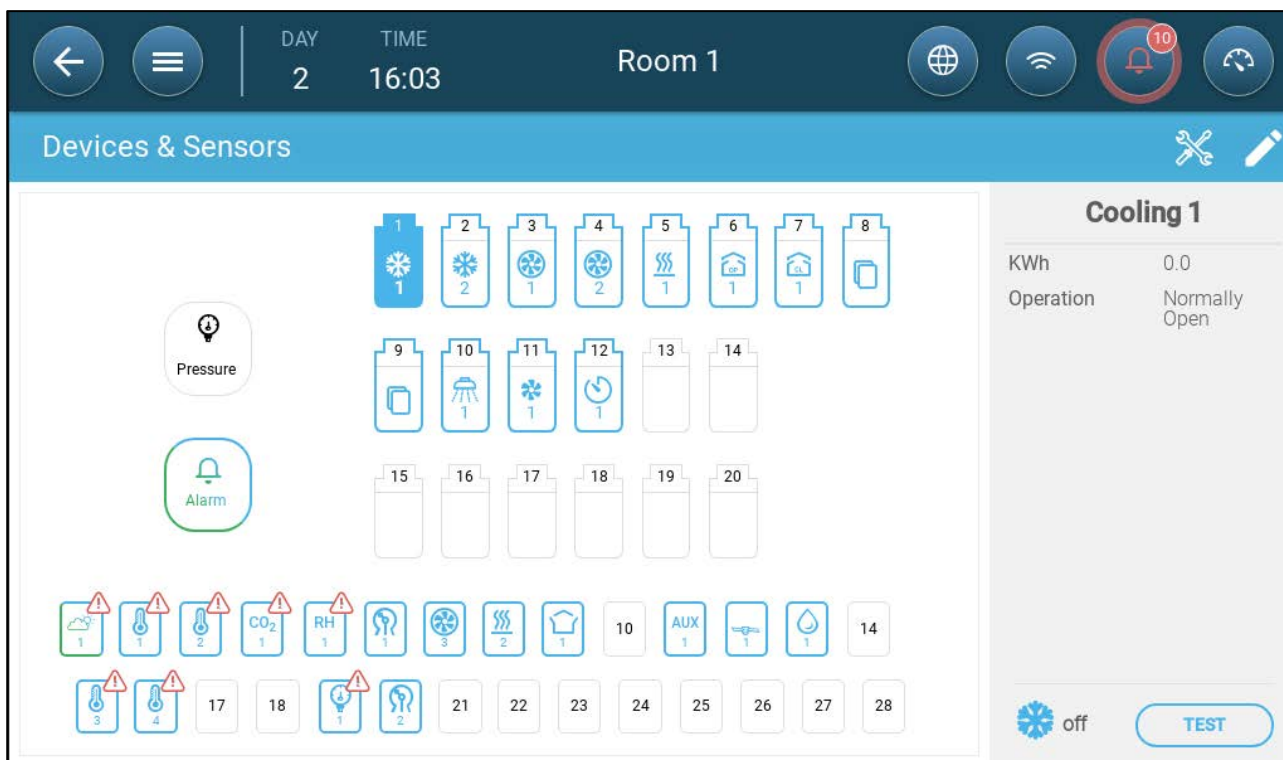 DAY TIME
2 16:03 Room 1 10
Devices & Sensors
Cooling 1
KWh 0.0
Operation Normally Open
1 2 3 4 5 6 7 8
OP CL
1 2 1 2 1 1 1
Pressure
9 10 11 12 13 14
1 1 1
Alarm
15 16 17 18 19 20
CO2 RH 10 AUX 14
1 1 2 1 1 1 3 2 1 1 1 1
17 18 21 22 23 24 25 26 27 28
3 4 1 2
off TEST